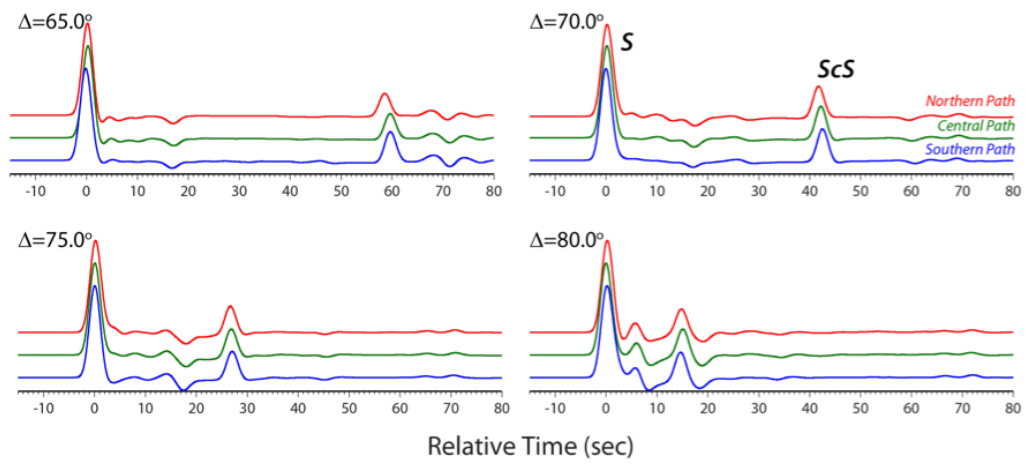 Δ=65.0°
-10 0 10 20 30 40 50 60 70 80
Δ=70.0°
S
ScS
Northern Path
Central Path
Southern Path
-10 0 10 20 30 40 50 60 70 80
Δ=75.0°
-10 0 10 20 30 40 50 60 70 80
Δ=80.0°
-10 0 10 20 30 40 50 60 70 80
Relative Time (sec)